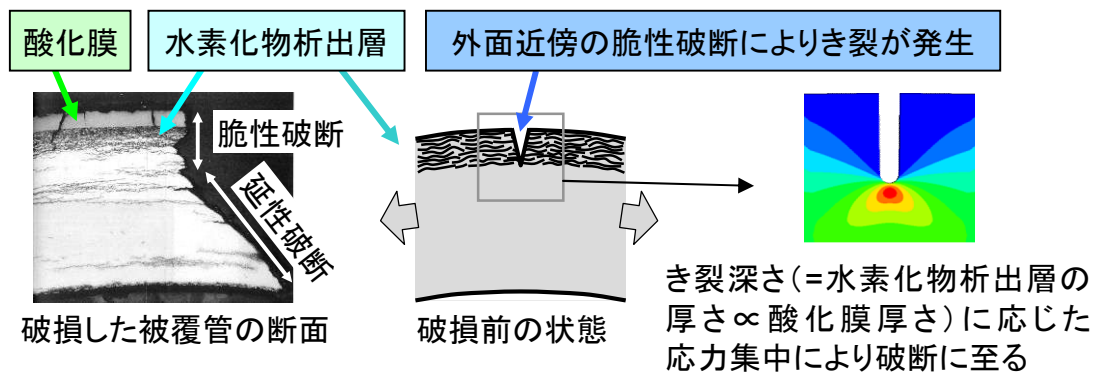 酸化膜
水素化物析出層
外面近傍の脆性破断によりき裂が発生
脆性破断
延性破断
破損した被覆管の断面
破損前の状態
き裂深さ(=水素化物析出層の
厚さ∝酸化膜厚さ)に応じた
応力集中により破断に至る